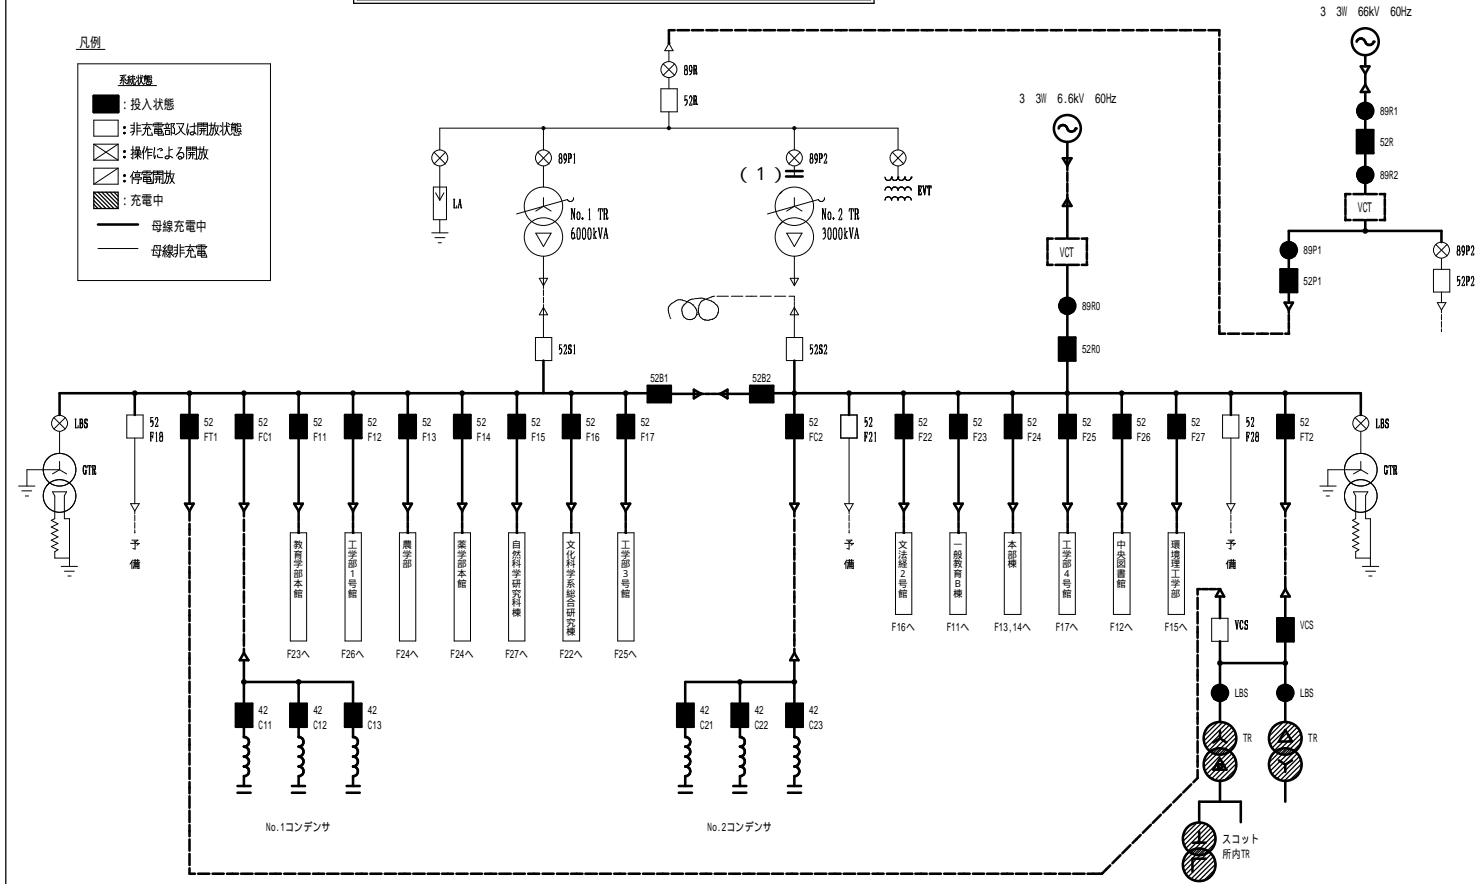 3 3W 66kV 60Hz
凡例
系統状態
:投入状態
:非充電部又は開放状態
:操作による開放
:停電開放
:充電中
母線充電中
母線非充電
89R
52R
3 3W 6.6kV 60Hz
89R1
52R
89R2
VCT
89P1
89P2
(1)
LA
EVT
No.1 TR
6000kVA
No.2 TR
3000kVA
VCT
89P1
89P2
52P1
52P2
89R0
52S1
52S2
52R0
52B1
52B2
LBS
52
F18
52
FT1
52
FC1
52
F11
52
F12
52
F13
52
F14
52
F15
52
F16
52
F17
52
FC2
52
F21
52
F22
52
F23
52
F24
52
F25
52
F26
52
F27
52
F28
52
FT2
LBS
GTR
GTR
予備
教育学部本館
工学部1号館
農学部
薬学部本館
自然科学研究科棟
文化科学系総合研究棟
工学部3号館
予備
文法経2号館
一般教育B棟
本部棟
工学部4号館
中央図書館
環境理工学部
予備
F23へ
F26へ
F24へ
F24へ
F27へ
F22へ
F25へ
F16へ
F11へ
F13,14へ
F17へ
F12へ
F15へ
VCS
VCS
LBS
LBS
42
C11
42
C12
42
C13
42
C21
42
C22
42
C23
TR
TR
No.1コンデンサ
No.2コンデンサ
スコット
所内TR